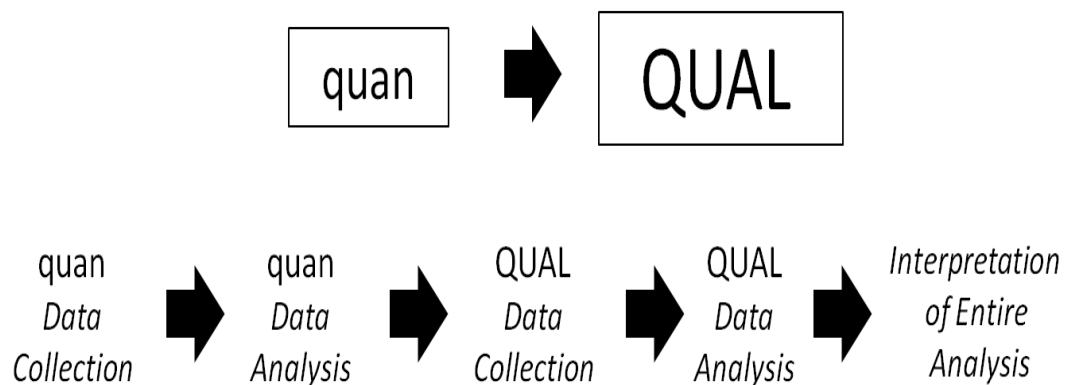 quan
QUAL
quan
Data
Collection
quan
Data
Analysis
QUAL
Data
Collection
QUAL
Data
Analysis
Interpretation
of Entire
Analysis